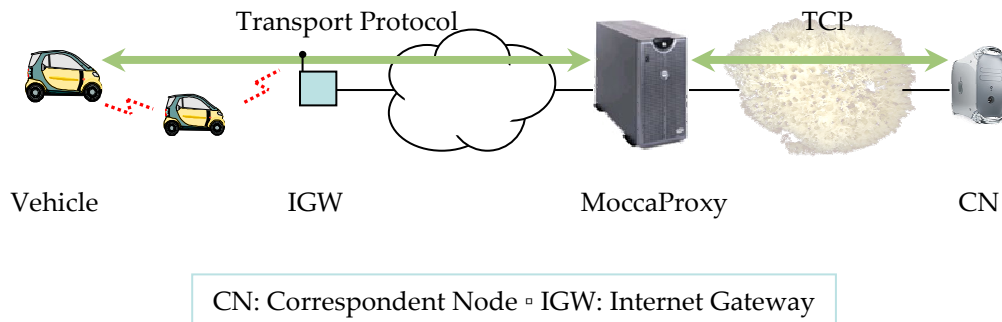 Transport Protocol
TCP
Vehicle
IGW
MoccaProxy
CN
CN: Correspondent Node ▫ IGW: Internet Gateway